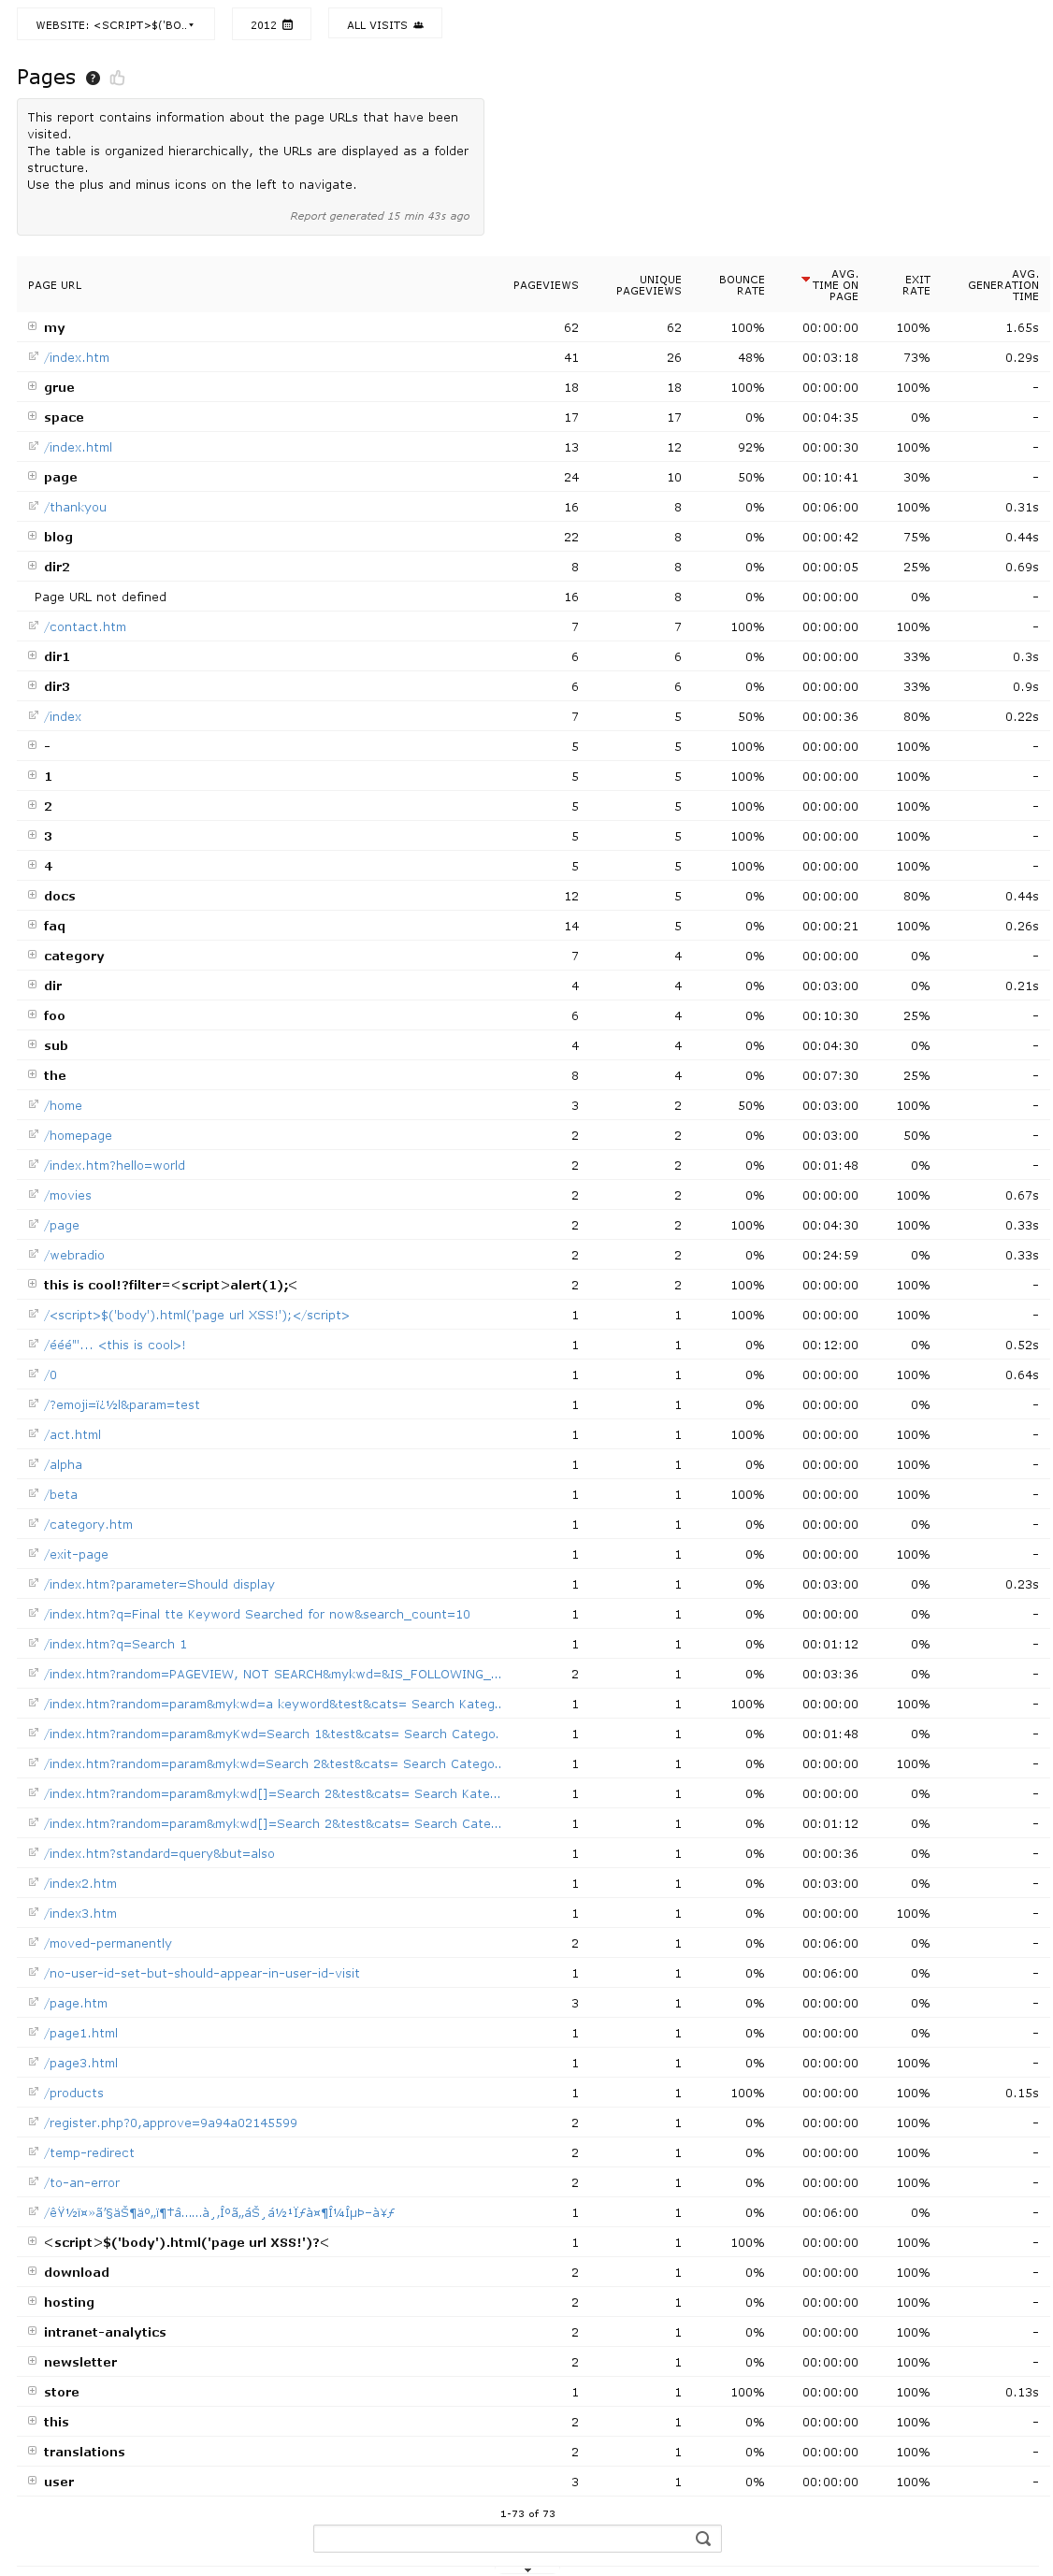 WEBSITE: <SCRIPT>$('BO.. 2012 ALL VISITS
Pages
This report contains information about the page URLs that have been
visited.
The table is organized hierarchically, the URLs are displayed as a folder
structure.
Use the plus and minus icons on the left to navigate.
Report generated 15 min 43s ago
PAGE URL PAGEVIEWS UNIQUE PAGEVIEWS BOUNCE RATE AVG. TIME ON PAGE EXIT RATE AVG. GENERATION TIME
my 62 62 100% 00:00:00 100% 1.65s
/index.htm 41 26 48% 00:03:18 73% 0.29s
grue 18 18 100% 00:00:00 100% -
space 17 17 0% 00:04:35 0% -
/index.html 13 12 92% 00:00:30 100% -
page 24 10 50% 00:10:41 30% -
/thankyou 16 8 0% 00:06:00 100% 0.31s
blog 22 8 0% 00:00:42 75% 0.44s
dir2 8 8 0% 00:00:05 25% 0.69s
Page URL not defined 16 8 0% 00:00:00 0% -
/contact.htm 7 7 100% 00:00:00 100% -
dir1 6 6 0% 00:00:00 33% 0.3s
dir3 6 6 0% 00:00:00 33% 0.9s
/index 7 5 50% 00:00:36 80% 0.22s
- 5 5 100% 00:00:00 100% -
1 5 5 100% 00:00:00 100% -
2 5 5 100% 00:00:00 100% -
3 5 5 100% 00:00:00 100% -
4 5 5 100% 00:00:00 100% -
docs 12 5 0% 00:00:00 80% 0.44s
faq 14 5 0% 00:00:21 100% 0.26s
category 7 4 0% 00:00:00 0% -
dir 4 4 0% 00:03:00 0% 0.21s
foo 6 4 0% 00:10:30 25% -
sub 4 4 0% 00:04:30 0% -
the 8 4 0% 00:07:30 25% -
/home 3 2 50% 00:03:00 100% -
/homepage 2 2 0% 00:03:00 50% -
/index.htm?hello=world 2 2 0% 00:01:48 0% -
/movies 2 2 0% 00:00:00 100% 0.67s
/page 2 2 100% 00:04:30 100% 0.33s
/webradio 2 2 0% 00:24:59 0% 0.33s
this is cool!?filter=<script>alert(1);< 2 2 100% 00:00:00 100% -
/<script>$('body').html('page url XSS!');</script> 1 1 100% 00:00:00 100% -
/ééé"'... <this is cool>! 1 1 0% 00:12:00 0% 0.52s
/0 1 1 0% 00:00:00 100% 0.64s
/?emoji=ï¿½l&param=test 1 1 0% 00:00:00 0% -
/act.html 1 1 100% 00:00:00 100% -
/alpha 1 1 0% 00:00:00 100% -
/beta 1 1 100% 00:00:00 100% -
/category.htm 1 1 0% 00:00:00 0% -
/exit-page 1 1 0% 00:00:00 100% -
/index.htm?parameter=Should display 1 1 0% 00:03:00 0% 0.23s
/index.htm?q=Final tte Keyword Searched for now&search_count=10 1 1 0% 00:00:00 0% -
/index.htm?q=Search 1 1 1 0% 00:01:12 0% -
/index.htm?random=PAGEVIEW, NOT SEARCH&mykwd=&IS_FOLLOWING_... 2 1 0% 00:03:36 0% -
/index.htm?random=param&mykwd=a keyword&test&cats= Search Kateg.. 1 1 100% 00:00:00 100% -
/index.htm?random=param&myKwd=Search 1&test&cats= Search Catego. 1 1 0% 00:01:48 0% -
/index.htm?random=param&mykwd=Search 2&test&cats= Search Catego.. 1 1 0% 00:00:00 100% -
/index.htm?random=param&mykwd[]=Search 2&test&cats= Search Kate... 1 1 0% 00:00:00 0% -
/index.htm?random=param&mykwd[]=Search 2&test&cats= Search Cate... 1 1 0% 00:01:12 0% -
/index.htm?standard=query&but=also 1 1 0% 00:00:36 0% -
/index2.htm 1 1 0% 00:03:00 0% -
/index3.htm 1 1 0% 00:00:00 100% -
/moved-permanently 2 1 0% 00:06:00 0% -
/no-user-id-set-but-should-appear-in-user-id-visit 1 1 0% 00:06:00 0% -
/page.htm 3 1 0% 00:00:00 0% -
/page1.html 1 1 0% 00:00:00 0% -
/page3.html 1 1 0% 00:00:00 100% -
/products 1 1 100% 00:00:00 100% 0.15s
/register.php?0,approve=9a94a02145599 2 1 0% 00:00:00 100% -
/temp-redirect 2 1 0% 00:00:00 100% -
/to-an-error 2 1 0% 00:00:00 100% -
1 1 0% 00:06:00 0% -
<script>$('body').html('page url XSS!')?< 1 1 100% 00:00:00 100% -
download 2 1 0% 00:00:00 100% -
hosting 2 1 0% 00:00:00 100% -
intranet-analytics 2 1 0% 00:00:00 100% -
newsletter 2 1 0% 00:00:00 100% -
store 1 1 100% 00:00:00 100% 0.13s
this 2 1 0% 00:00:00 100% -
translations 2 1 0% 00:00:00 100% -
user 3 1 0% 00:00:00 100% -
1-73 of 73